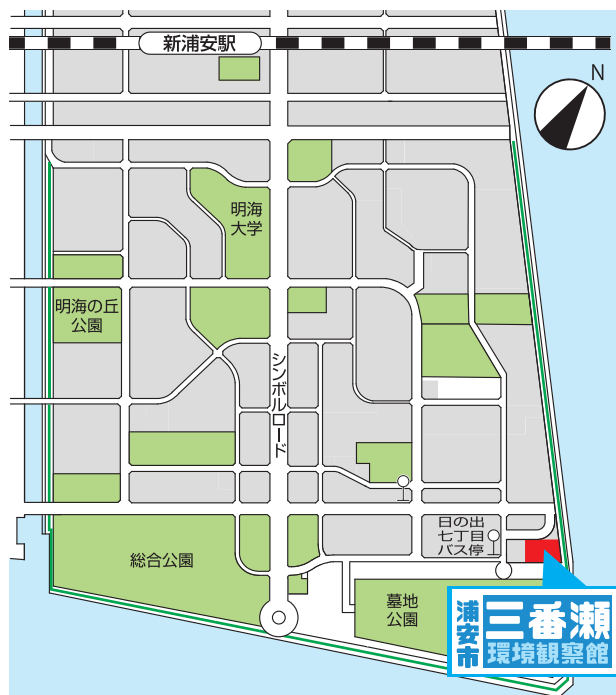 新浦安駅
N
明海
大学
明海の丘
公園
シンボルロード
日の出
七丁目
バス停
総合公園
墓地
公園
浦安市
三番瀬
環境観察館